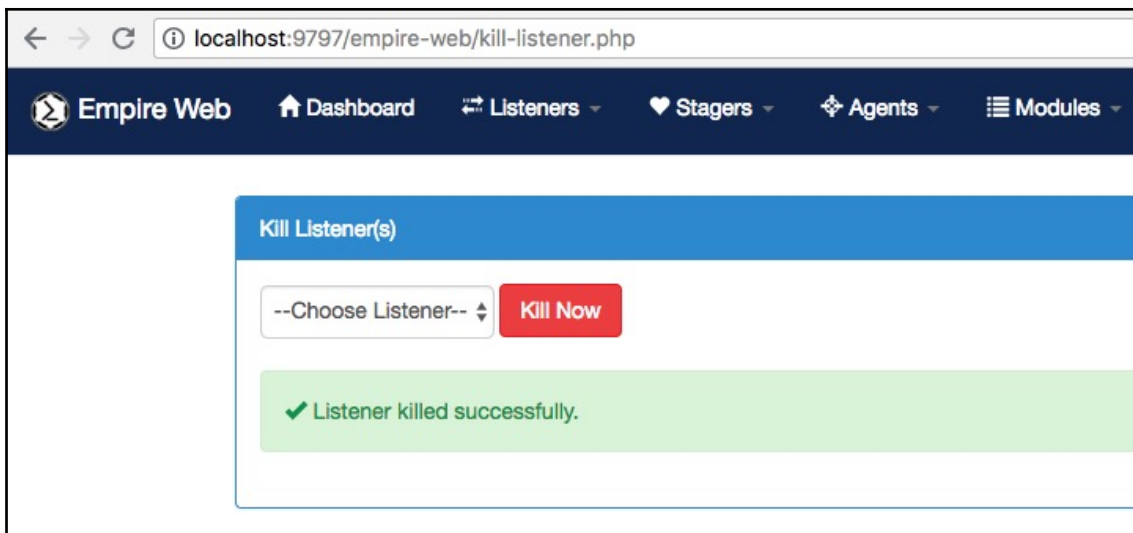 localhost:9797/empire-web/kill-listener.php
Empire Web Dashboard Listeners Stagers Agents Modules
Kill Listener(s)
--Choose Listener-- Kill Now
Listener killed successfully.